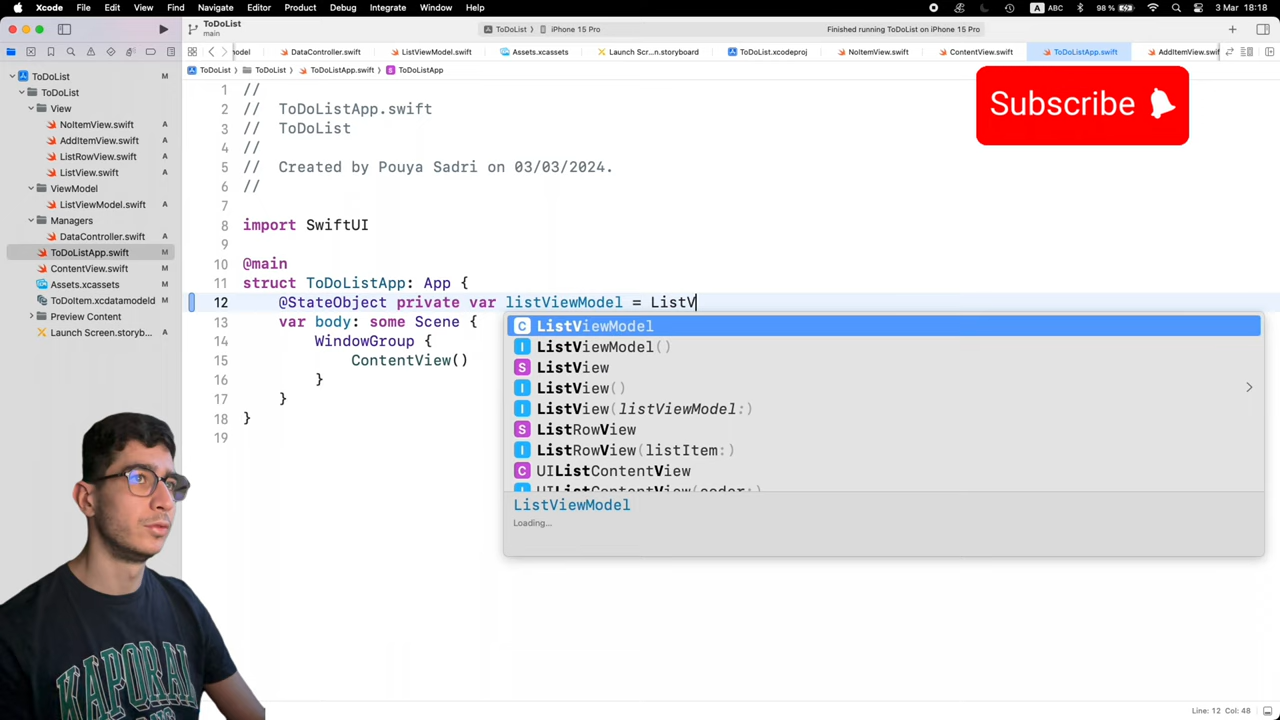 Xcode File Edit View Find Navigate Editor Product Debug Integrate Window Help A ABC 98 % 3 Mar 18:18
ToDoList
main
ToDoList iPhone 15 Pro
Finished running ToDoList on iPhone 15 Pro
odel DataController.swift ListViewModel.swift Assets.xcassets Launch Scr...n.storyboard ToDoList.xcodeproj NoItemView.swift ContentView.swift ToDoListApp.swift AddItemView.swif
ToDoList ToDoList ToDoListApp.swift ToDoListApp
ToDoList M
ToDoList
View
NoItemView.swift A
AddItemView.swift A
ListRowView.swift A
ListView.swift A
ViewModel
ListViewModel.swift A
Managers
DataController.swift A
ToDoListApp.swift M
ContentView.swift M
Assets.xcassets M
ToDoItem.xcdatamodeld M
Preview Content
Launch Screen.storyboard A
1 //
2 // ToDoListApp.swift
3 // ToDoList
4 //
5 // Created by Pouya Sadri on 03/03/2024.
6 //
7
8 import SwiftUI
9
10 @main
11 struct ToDoListApp: App {
12 @StateObject private var listViewModel = ListV
13 var body: some Scene {
14 WindowGroup {
15 ContentView()
16 }
17 }
18 }
19
C ListViewModel
I ListViewModel()
S ListView
I ListView()
I ListView(listViewModel:)
S ListRowView
I ListRowView(listItem:)
C UIListContentView
I UIListContentView(coder:)
ListViewModel
Loading...
Subscribe
KAPORAL
Line: 12 Col: 48